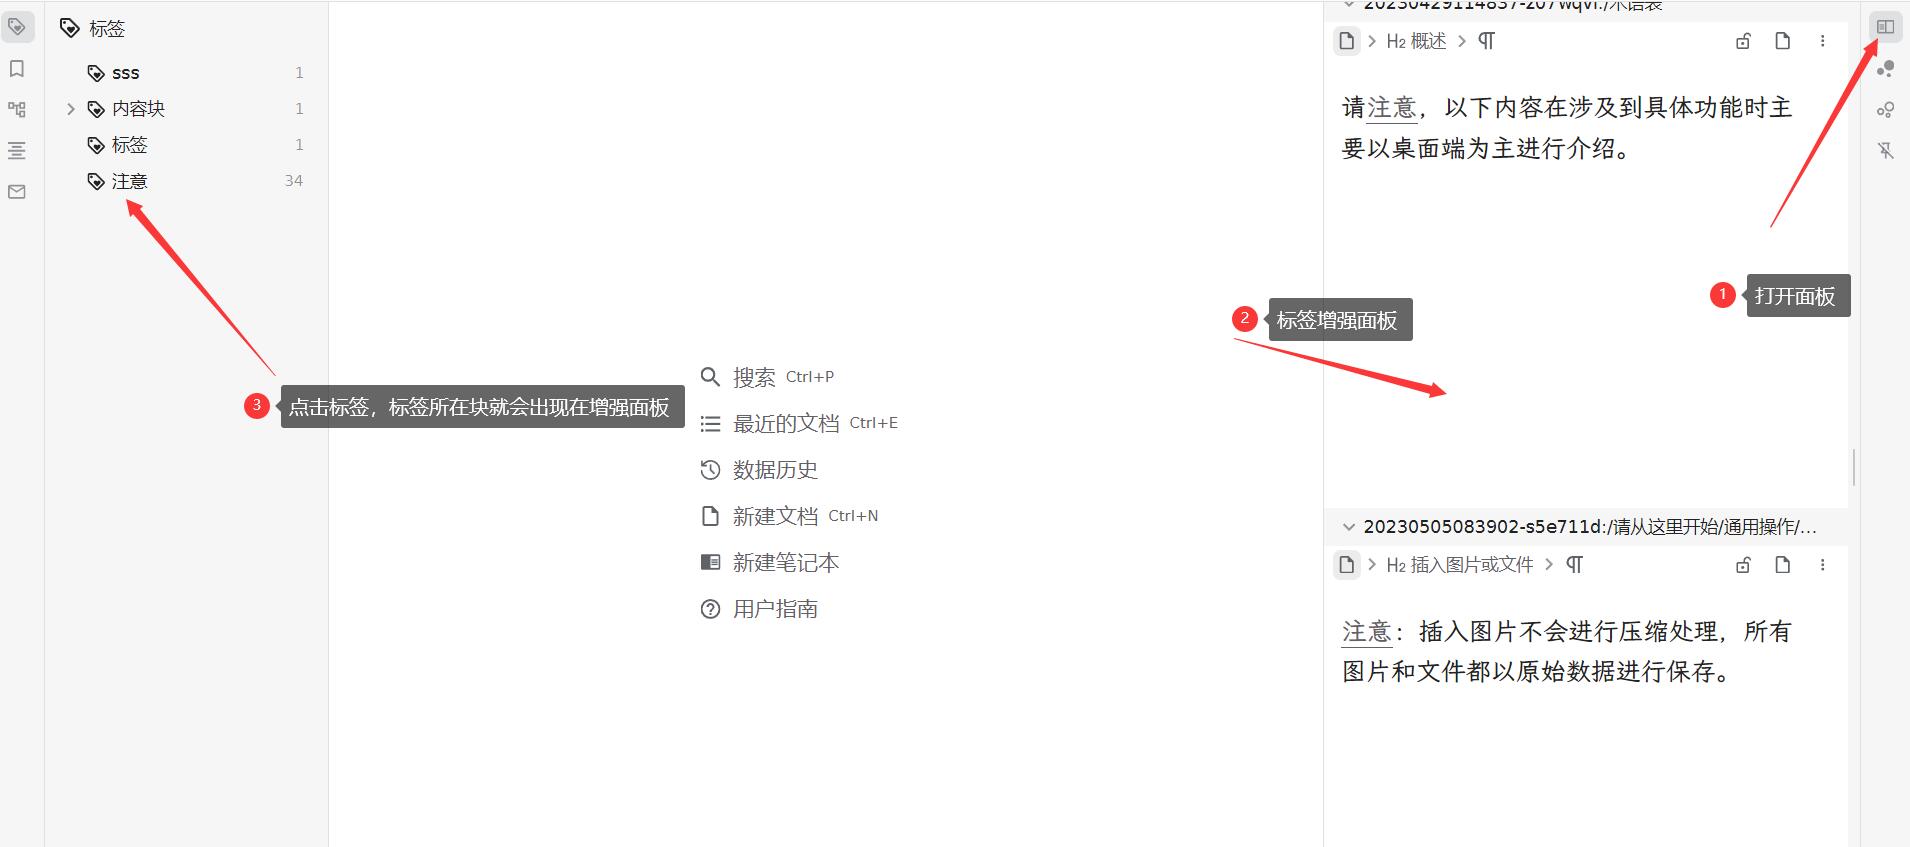 标签
sss 1
内容块 1
标签 1
注意 34
3 点击标签，标签所在块就会出现在增强面板
搜索 Ctrl+P
最近的文档 Ctrl+E
数据历史
新建文档 Ctrl+N
新建笔记本
用户指南
2 标签增强面板
1 打开面板
H2 概述
请注意，以下内容在涉及到具体功能时主
要以桌面端为主进行介绍。
20230505083902-s5e711d:/请从这里开始/通用操作/...
H2 插入图片或文件
注意：插入图片不会进行压缩处理，所有
图片和文件都以原始数据进行保存。